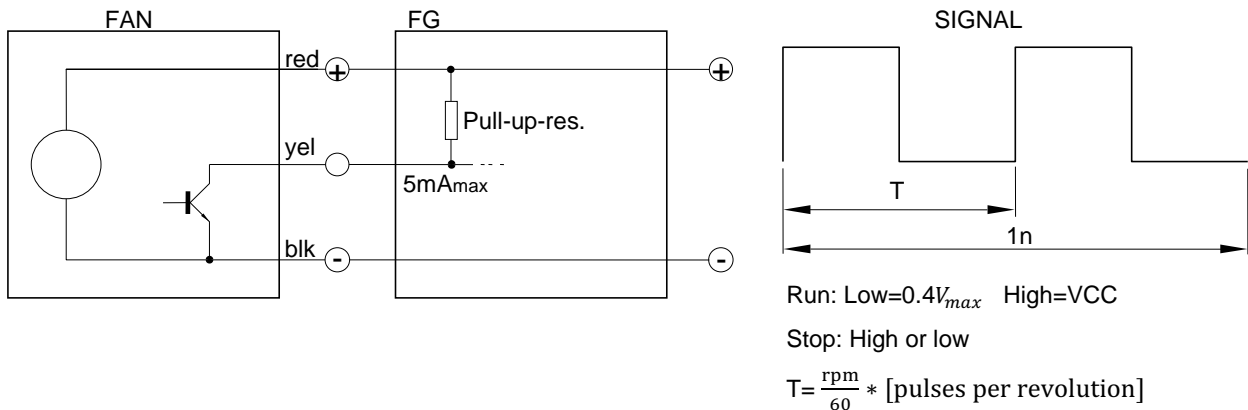 FAN
FG
SIGNAL
red
+
+
Pull-up-res.
yel
5mAmax
blk
-
-
T
1n
Run: Low=0.4V_max High=VCC
Stop: High or low
T= rpm/60 * [pulses per revolution]